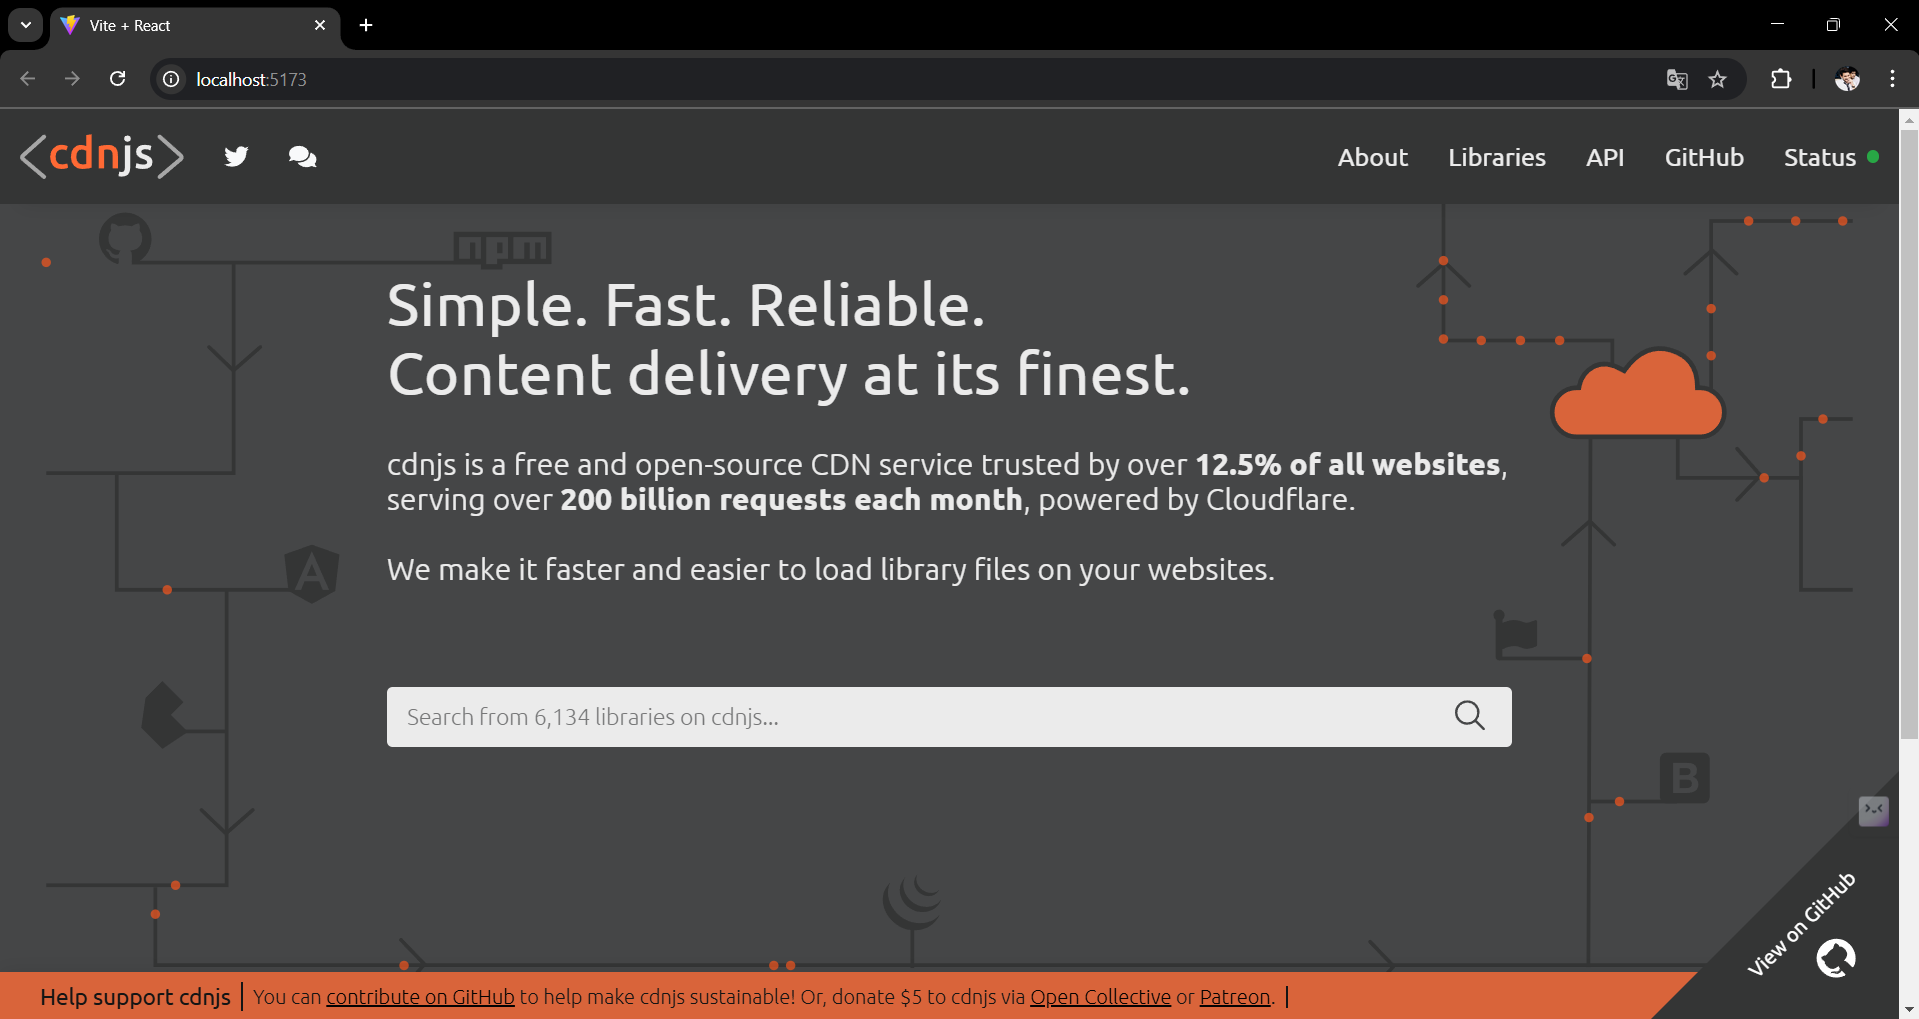 Vite + React
localhost:5173
<cdnjs>
About Libraries API GitHub Status
npm
Simple. Fast. Reliable.
Content delivery at its finest.
cdnjs is a free and open-source CDN service trusted by over 12.5% of all websites,
serving over 200 billion requests each month, powered by Cloudflare.
A
We make it faster and easier to load library files on your websites.
Search from 6,134 libraries on cdnjs...
B
View on GitHub
Help support cdnjs | You can contribute on GitHub to help make cdnjs sustainable! Or, donate $5 to cdnjs via Open Collective or Patreon. |